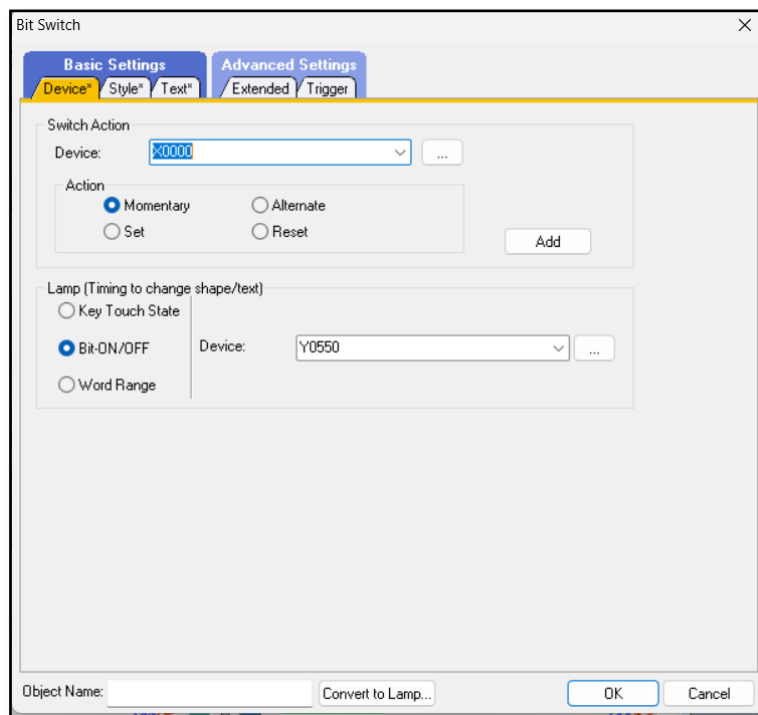 Bit Switch
Basic Settings Advanced Settings
Device* Style* Text* Extended Trigger
Switch Action
Device: X0000 ...
Action
Momentary Alternate
Set Reset
Add
Lamp (Timing to change shape/text)
Key Touch State
Bit-ON/OFF Device: Y0550 ...
Word Range
Object Name: Convert to Lamp... OK Cancel